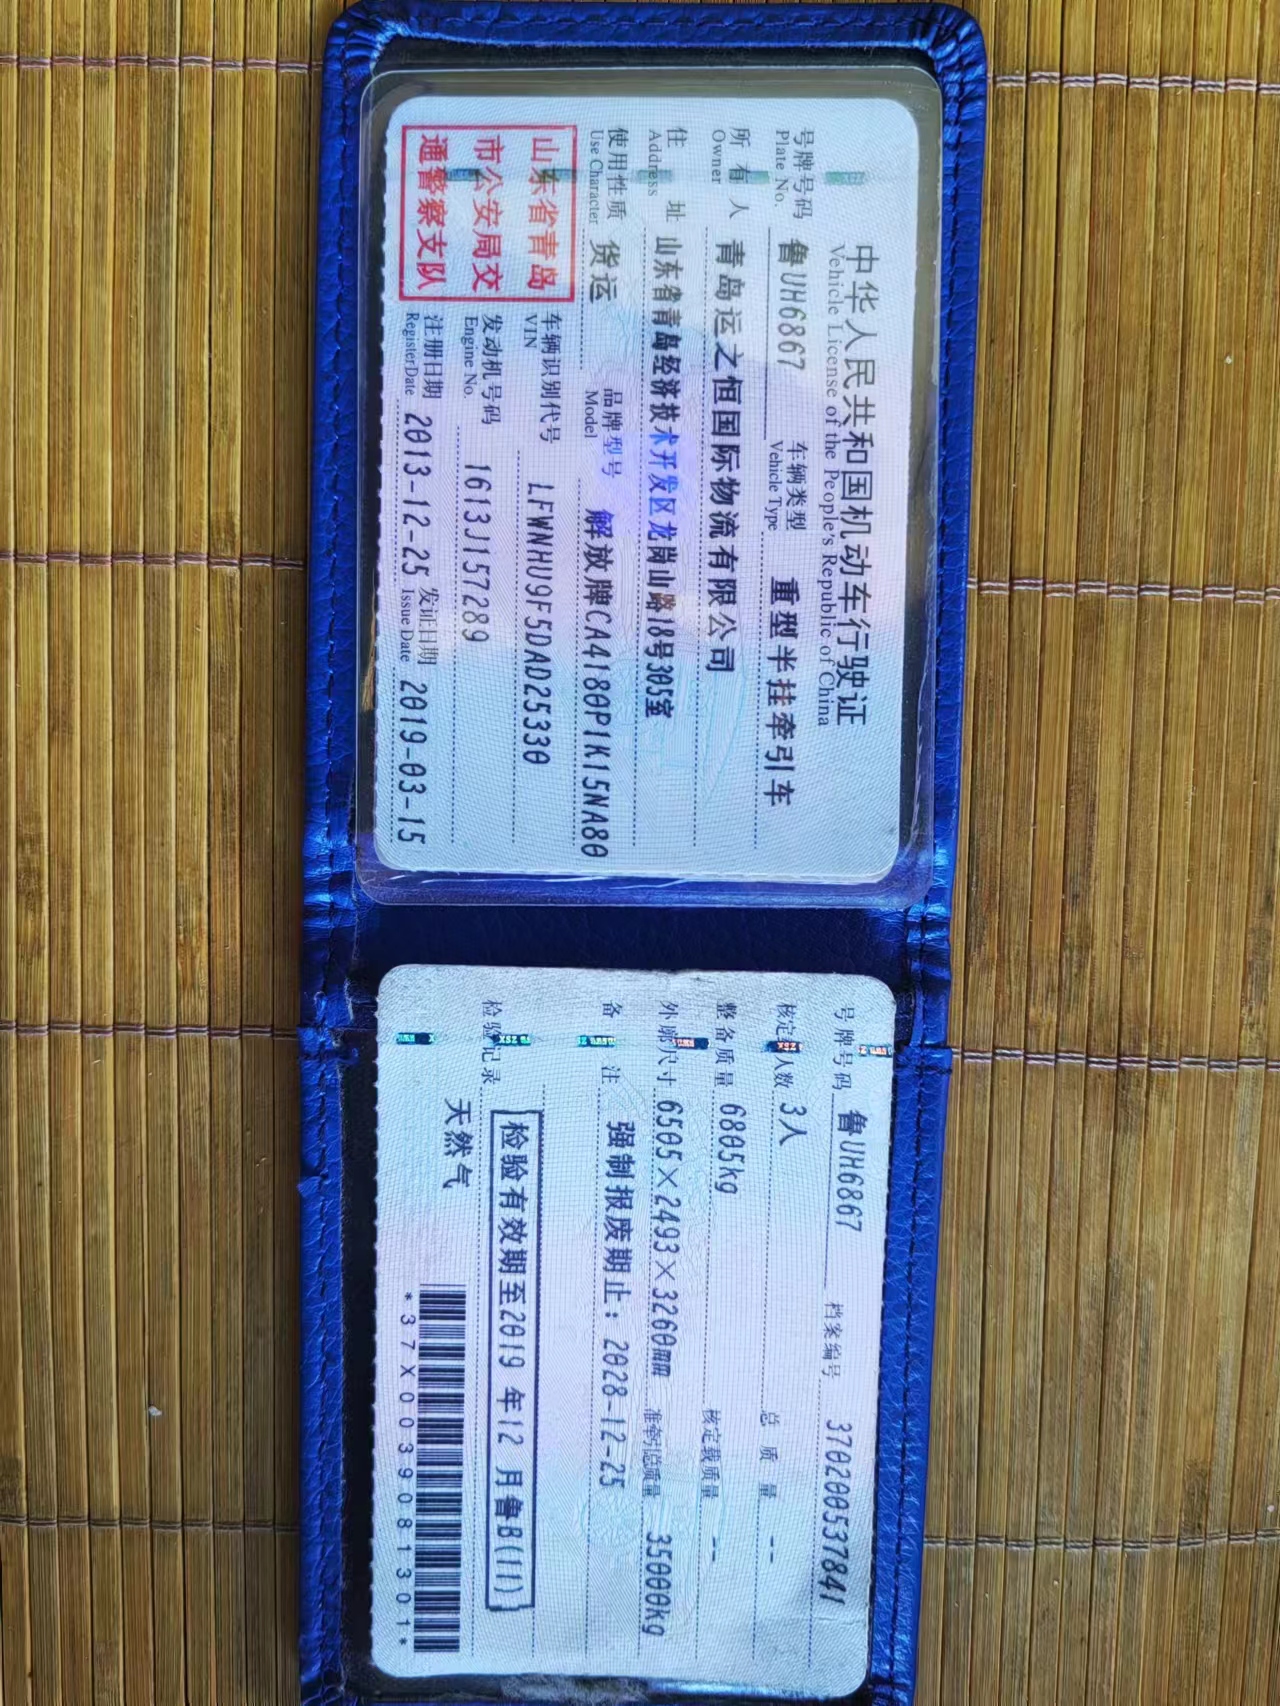 中华人民共和国机动车行驶证
Vehicle License of the People's Republic of China
号牌号码 鲁UH6867 车辆类型 重型半挂牵引车
Plate No. Vehicle Type
所有人 青岛运之恒国际物流有限公司
Owner
住址 山东省青岛经济技术开发区龙岗山路18号305室
Address
使用性质 货运 品牌型号 解放牌CA4180P1K15NA80
Use Character Model
山东省青岛
市公安局交
通警察支队
车辆识别代号 LFWNHU9F5DAD25330
VIN
发动机号码 1613J157289
Engine No.
注册日期 2013-12-25 发证日期 2019-03-15
Register Date Issue Date
号牌号码 鲁UH6867 档案编号 370200537841
核定人数 3人 总质量 --
整备质量 6805kg 核定载质量 --
外廓尺寸 6505×2493×3260mm 准牵引总质量 35000kg
备注 强制报废期止：2028-12-25
检验记录 检验有效期至2019年12月鲁B(11)
天然气
*37X0039081301*